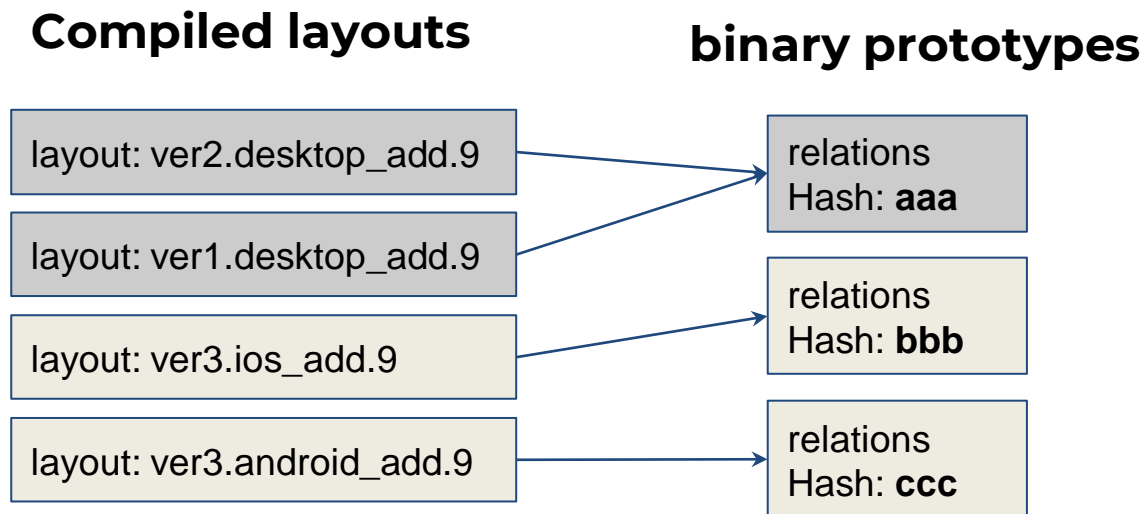 Compiled layouts
binary prototypes
layout: ver2.desktop_add.9
layout: ver1.desktop_add.9
layout: ver3.ios_add.9
layout: ver3.android_add.9
relations
Hash: aaa
relations
Hash: bbb
relations
Hash: ccc